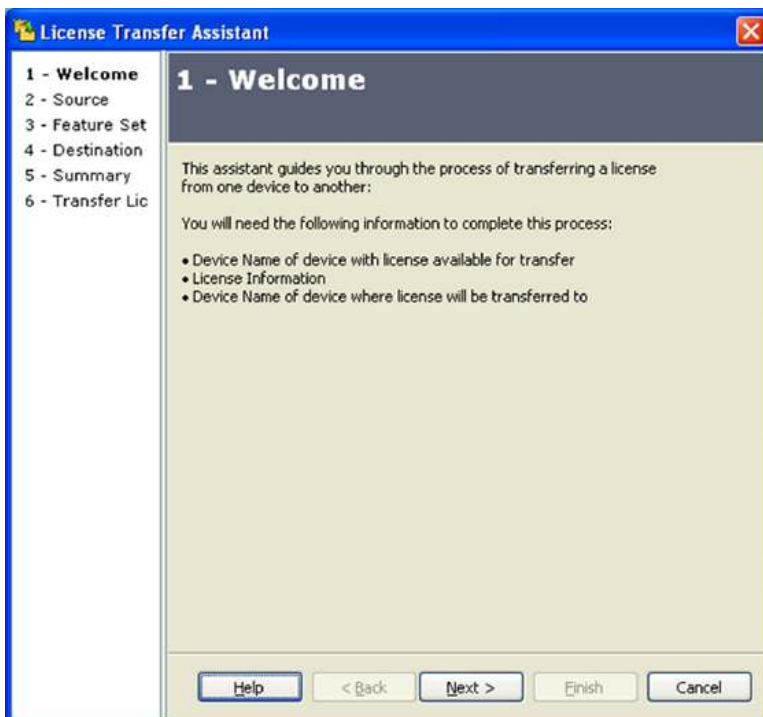 License Transfer Assistant
1 - Welcome
2 - Source
3 - Feature Set
4 - Destination
5 - Summary
6 - Transfer Lic
1 - Welcome
This assistant guides you through the process of transferring a license
from one device to another:
You will need the following information to complete this process:
• Device Name of device with license available for transfer
• License Information
• Device Name of device where license will be transferred to
Help
< Back
Next >
Finish
Cancel